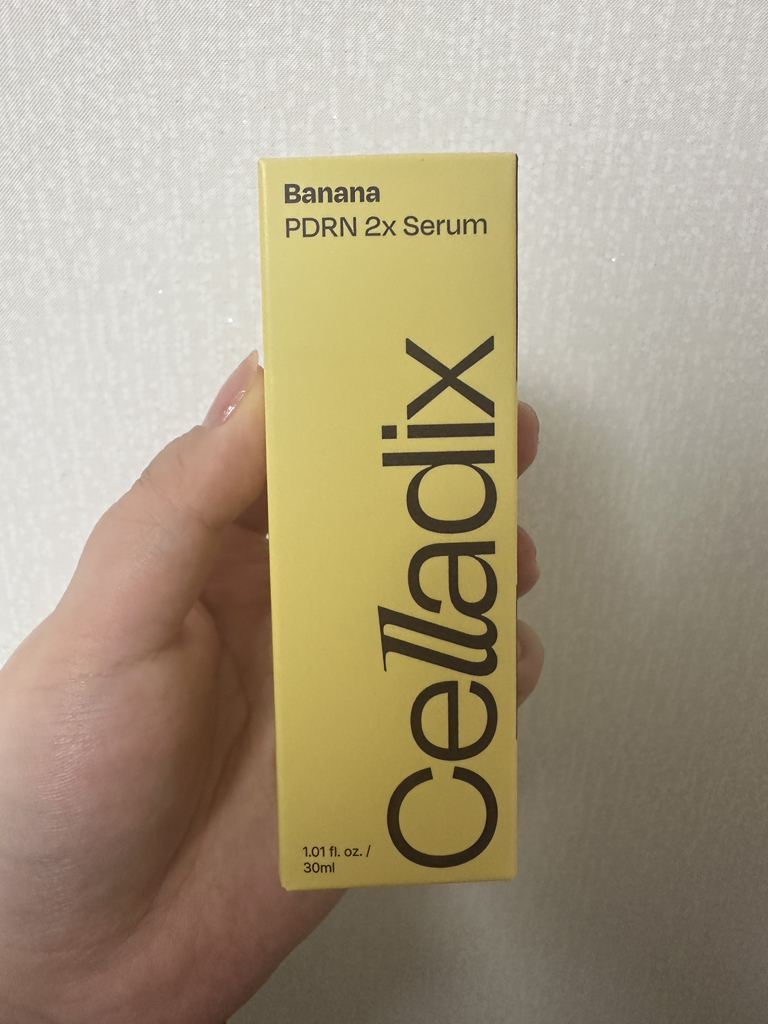 Banana
PDRN 2x Serum
Celladix
1.01 fl. oz. /
30ml